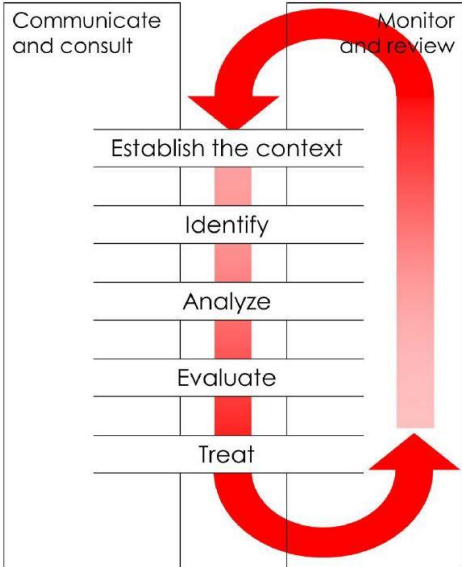 Communicate
and consult
Monitor
and review
Establish the context
Identify
Analyze
Evaluate
Treat